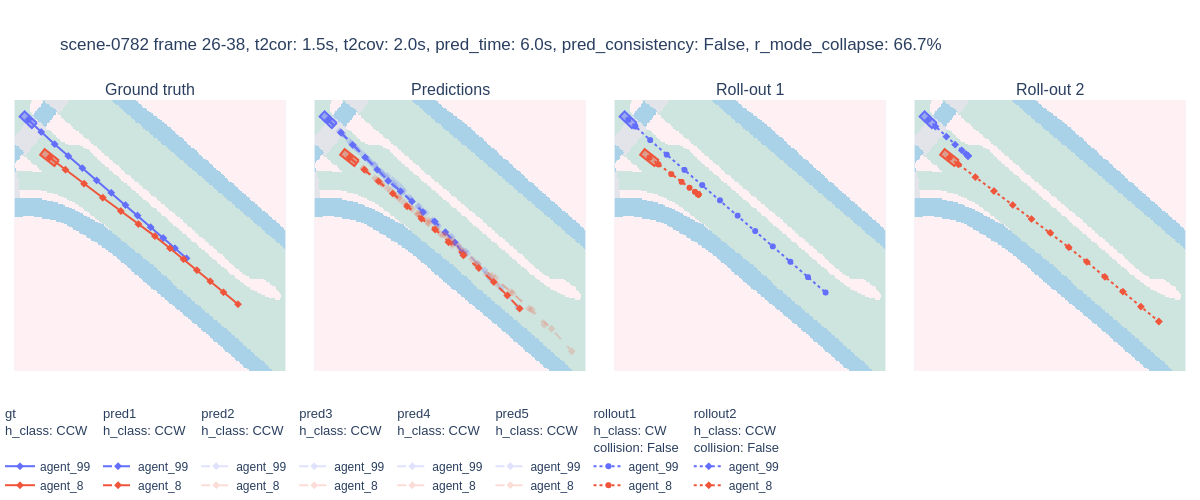 scene-0782 frame 26-38, t2cor: 1.5s, t2cov: 2.0s, pred_time: 6.0s, pred_consistency: False, r_mode_collapse: 66.7%
Ground truth
Predictions
Roll-out 1
Roll-out 2
gt
h_class: CCW
agent_99
agent_8
pred1
h_class: CCW
agent_99
agent_8
pred2
h_class: CCW
agent_99
agent_8
pred3
h_class: CCW
agent_99
agent_8
pred4
h_class: CCW
agent_99
agent_8
pred5
h_class: CCW
agent_99
agent_8
rollout1
h_class: CW
collision: False
agent_99
agent_8
rollout2
h_class: CCW
collision: False
agent_99
agent_8